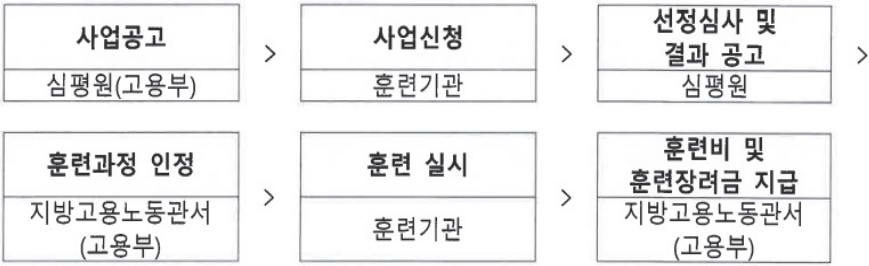 사업공고
심평원(고용부)
>
사업신청
훈련기관
>
선정심사 및
결과 공고
심평원
>
훈련과정 인정
지방고용노동관서
(고용부)
>
훈련 실시
훈련기관
>
훈련비 및
훈련장려금 지급
지방고용노동관서
(고용부)